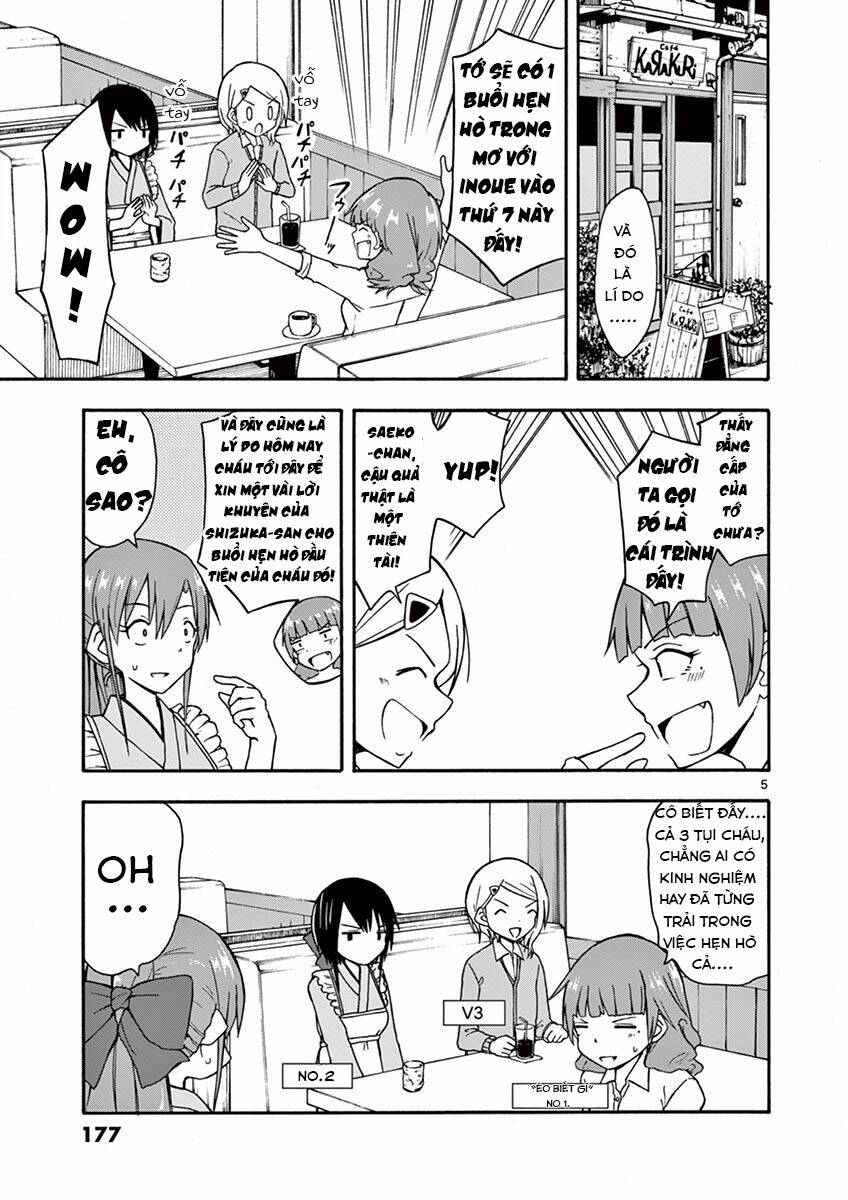 Café
KaRaKuRi
VÀ
ĐÓ
LÀ
LÍ DO
.....
Café
KaRaKuRi
TỚ SẼ CÓ 1
BUỔI HẸN
HÒ TRONG
MƠ VỚI
INOUE VÀO
THỨ 7 NÀY
ĐẤY!
VỖ
TAY
パチ
パチ
VỖ
TAY
パチ
パチ
WOW!
THẤY
ĐẲNG
CẤP
CỦA
TỚ
CHƯA?
NGƯỜI
TA GỌI
ĐÓ LÀ
CÁI TRÌNH
ĐẤY!
YUP!
SAEKO
-CHAN,
CẬU QUẢ
THẬT LÀ
MỘT
THIÊN
TÀI!
VÀ ĐÂY CŨNG LÀ
LÝ DO HÔM NAY
CHÁU TỚI ĐÂY ĐỂ
XIN MỘT VÀI LỜI
KHUYÊN CỦA
SHIZUKA-SAN CHO
BUỔI HẸN HÒ ĐẦU
TIÊN CỦA CHÁU ĐÓ!
EH,
CÔ
SAO?
5
CÔ BIẾT ĐẤY....
CẢ 3 TỤI CHÁU,
CHẲNG AI CÓ
KINH NGHIỆM
HAY ĐÃ TỪNG
TRẢI TRONG
VIỆC HẸN HÒ
CẢ....
V3
NO.2
"ÉO BIẾT GÌ"
NO 1.
OH
...
177